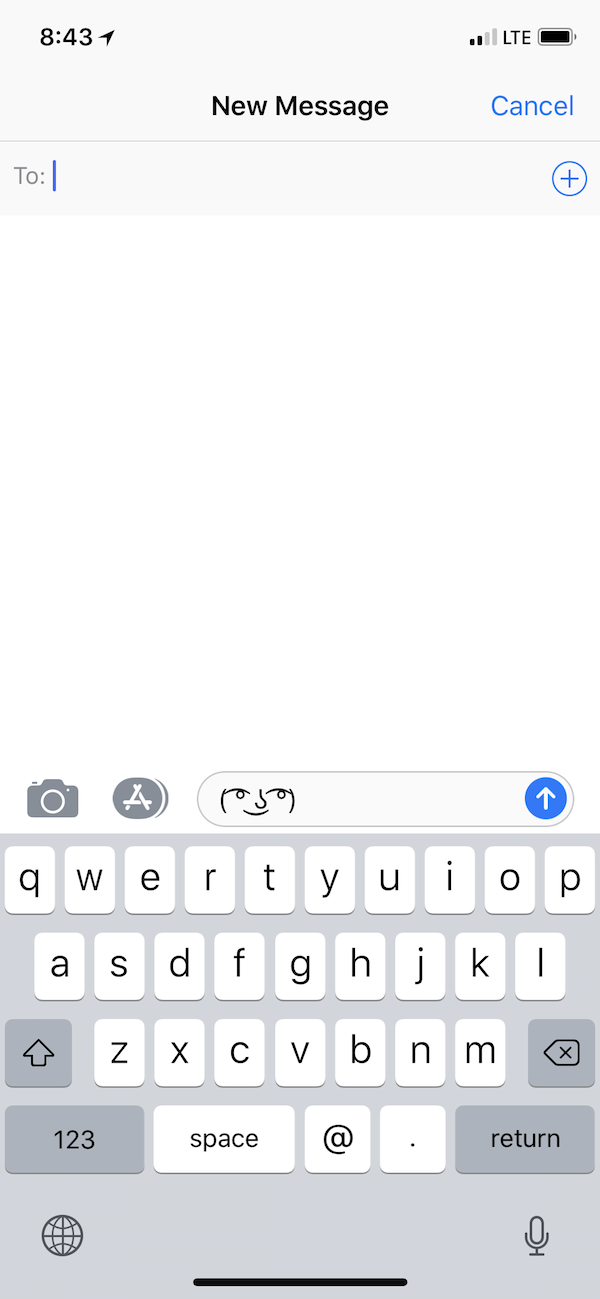 8:43 LTE
New Message Cancel
To:
( ͡° ͜ʖ ͡°)
q w e r t y u i o p
a s d f g h j k l
z x c v b n m
123 space @ . return